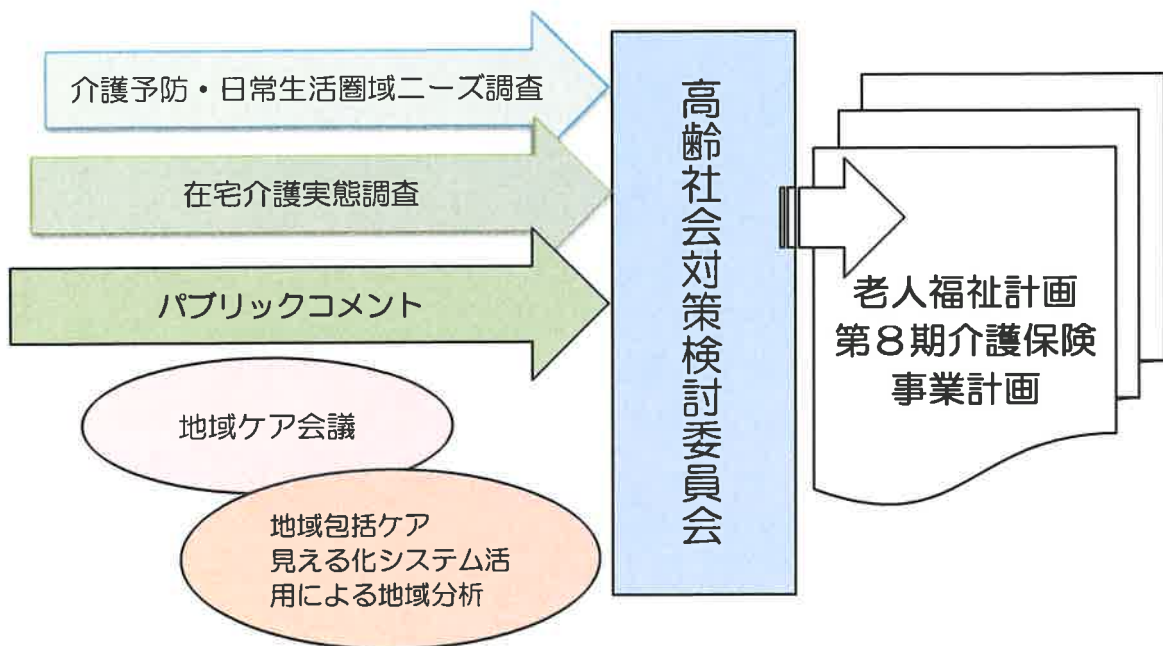 介護予防・日常生活圏域ニーズ調査
在宅介護実態調査
パブリックコメント
地域ケア会議
地域包括ケア
見える化システム活
用による地域分析
高齢社会対策検討委員会
老人福祉計画
第8期介護保険
事業計画